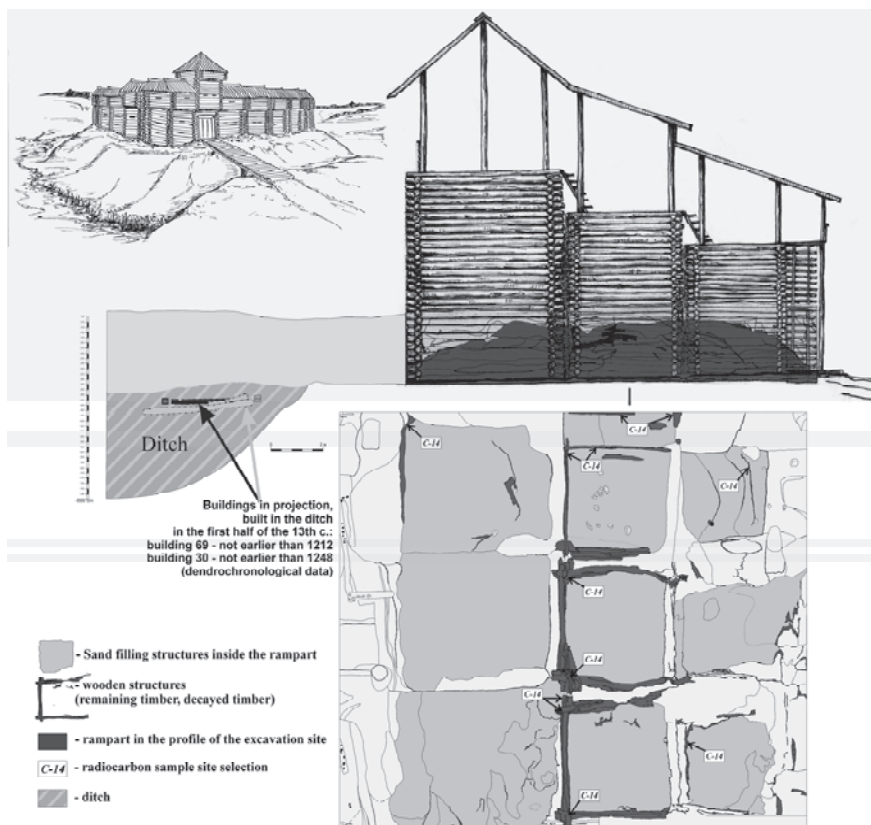 Ditch
0 2м
Buildings in projection,
built in the ditch
in the first half of the 13th c.:
building 69 - not earlier than 1212
building 30 - not earlier than 1248
(dendrochronological data)
C-14
C-14
C-14
C-14
C-14
C-14
C-14
C-14
C-14
- Sand filling structures inside the rampart
- wooden structures
(remaining timber, decayed timber)
- rampart in the profile of the excavation site
C-14 - radiocarbon sample site selection
- ditch